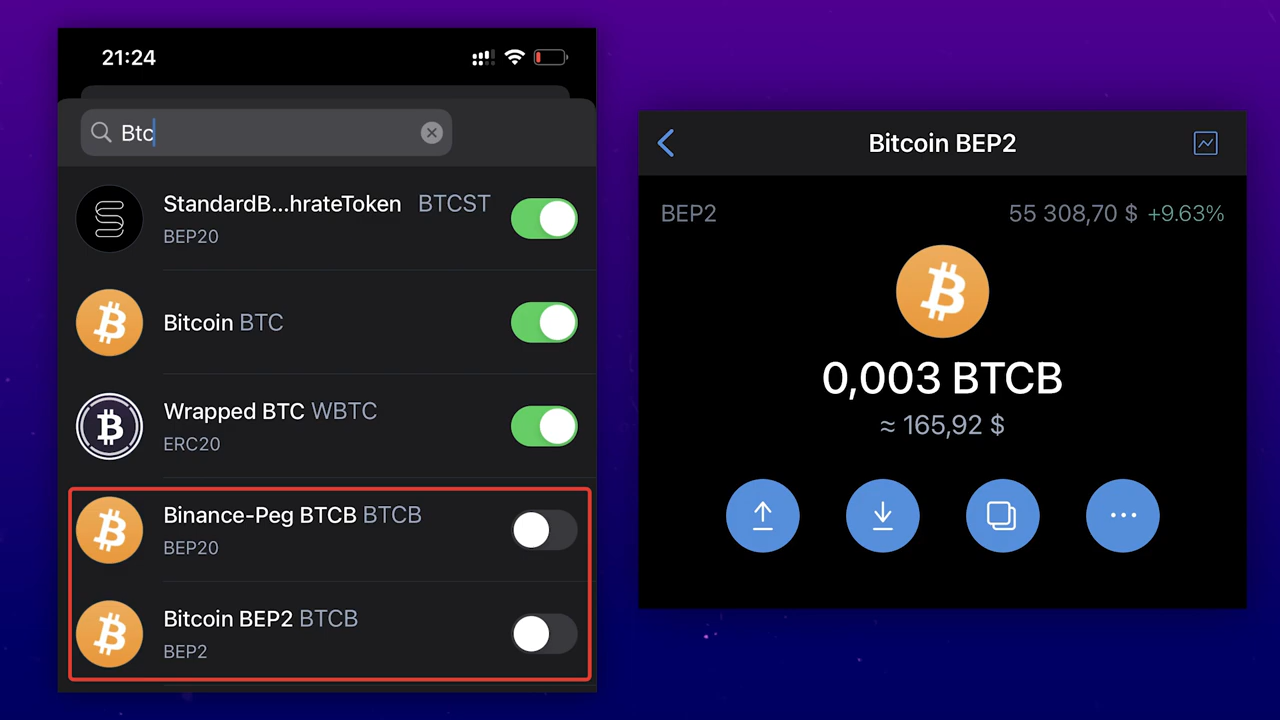 21:24
Btc
StandardB...hrateToken BTCST
BEP20
Bitcoin BTC
Wrapped BTC WBTC
ERC20
Binance-Peg BTCB BTCB
BEP20
Bitcoin BEP2 BTCB
BEP2
Bitcoin BEP2
BEP2 55 308,70 $ +9.63%
0,003 BTCB
≈ 165,92 $